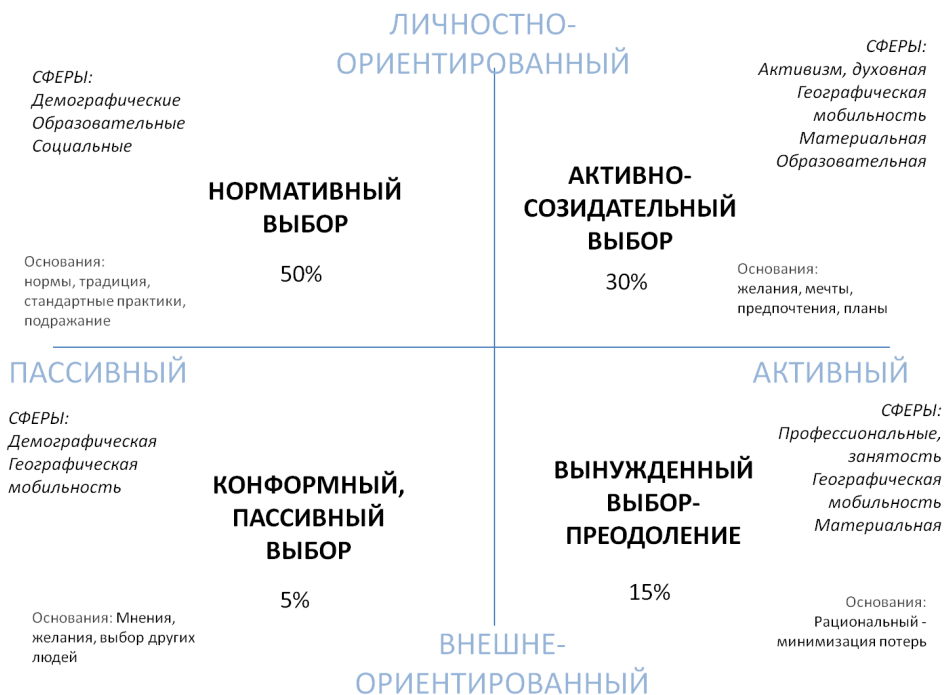 ЛИЧНОСТНО-
ОРИЕНТИРОВАННЫЙ
СФЕРЫ:
Демографические
Образовательные
Социальные
СФЕРЫ:
Активизм, духовная
Географическая
мобильность
Материальная
Образовательная
НОРМАТИВНЫЙ
ВЫБОР
50%
АКТИВНО-
СОЗИДАТЕЛЬНЫЙ
ВЫБОР
30%
Основания:
нормы, традиция,
стандартные практики,
подражание
Основания:
желания, мечты,
предпочтения, планы
ПАССИВНЫЙ
АКТИВНЫЙ
СФЕРЫ:
Демографическая
Географическая
мобильность
СФЕРЫ:
Профессиональные,
занятость
Географическая
мобильность
Материальная
КОНФОРМНЫЙ,
ПАССИВНЫЙ
ВЫБОР
5%
ВЫНУЖДЕННЫЙ
ВЫБОР-
ПРЕОДОЛЕНИЕ
15%
Основания: Мнения,
желания, выбор других
людей
Основания:
Рациональный -
минимизация потерь
ВНЕШНЕ-
ОРИЕНТИРОВАННЫЙ